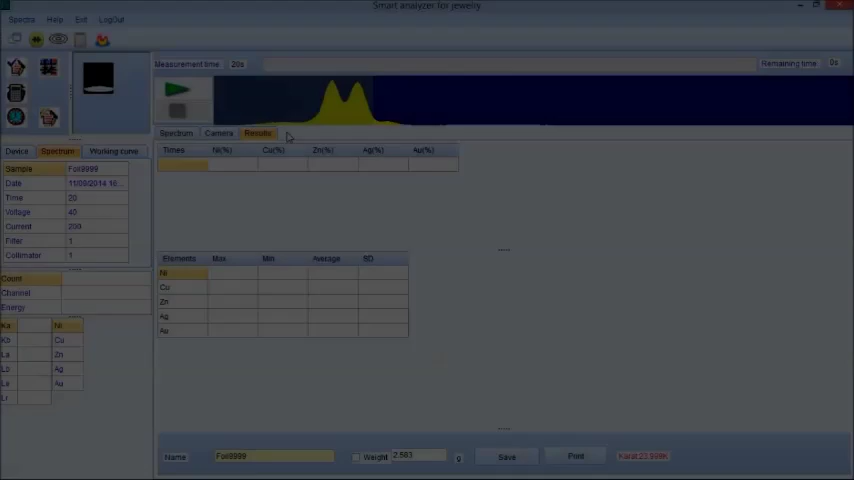 Smart analyzer for jewelry
Spectra Help Exit LogOut
Measurement time 20s Remaining time 0s
Spectrum Camera Results
Times Ni(%) Cu(%) Zn(%) Ag(%) Au(%)
Device Spectrum Working curve
Sample Foil9999
Date 11/09/2014 16...
Time 20
Voltage 40
Current 200
Filter 1
Collimator 1
Count
Channel
Energy
Ka Ni
Kb Cu
La Zn
Lb Ag
La Au
Lr
Elements Max Min Average SD
Ni
Cu
Zn
Ag
Au
Name Foil9999 Weight 2.583 g Save Print Karat:23.999K